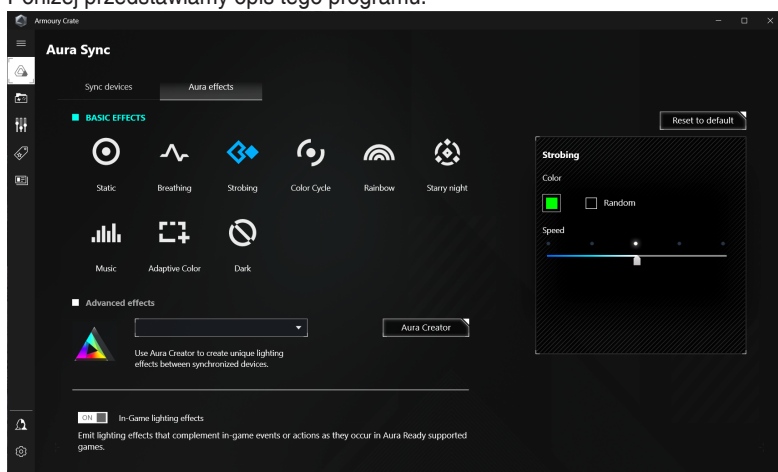 Poniżej przedstawiamy opis tego programu.
Armoury Crate
Aura Sync
Sync devices
Aura effects
BASIC EFFECTS
Reset to default
Static
Breathing
Strobing
Color Cycle
Rainbow
Starry night
Music
Adaptive Color
Dark
Strobing
Color
Random
Speed
Advanced effects
Aura Creator
Use Aura Creator to create unique lighting
effects between synchronized devices.
ON
In-Game lighting effects
Emit lighting effects that complement in-game events or actions as they occur in Aura Ready supported
games.